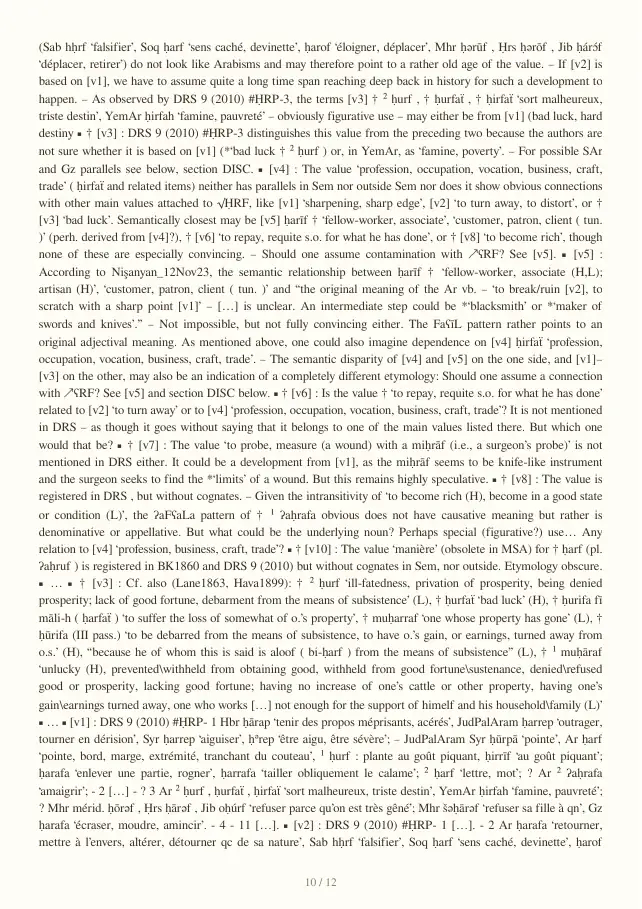 (Sab hḥrf ‘falsifier’, Soq ḥarf ‘sens caché, devinette’, ḥarof ‘éloigner, déplacer’, Mhr ḥərūf , Ḥrs ḥərōf , Jib ḥárɔ́f
‘déplacer, retirer’) do not look like Arabisms and may therefore point to a rather old age of the value. – If [v2] is
based on [v1], we have to assume quite a long time span reaching deep back in history for such a development to
happen. – As observed by DRS 9 (2010) #ḤRP-3, the terms [v3] † ² ḥurf , † ḥurfaẗ , † ḥirfaẗ ‘sort malheureux,
triste destin’, YemAr ḥirfah ‘famine, pauvreté’ – obviously figurative use – may either be from [v1] (bad luck, hard
destiny ▪ † [v3] : DRS 9 (2010) #ḤRP-3 distinguishes this value from the preceding two because the authors are
not sure whether it is based on [v1] (*‘bad luck † ² ḥurf ) or, in YemAr, as ‘famine, poverty’. – For possible SAr
and Gz parallels see below, section DISC. ▪ [v4] : The value ‘profession, occupation, vocation, business, craft,
trade’ ( ḥirfaẗ and related items) neither has parallels in Sem nor outside Sem nor does it show obvious connections
with other main values attached to √ḤRF, like [v1] ‘sharpening, sharp edge’, [v2] ‘to turn away, to distort’, or †
[v3] ‘bad luck’. Semantically closest may be [v5] ḥarīf † ‘fellow-worker, associate’, ‘customer, patron, client ( tun.
)’ (perh. derived from [v4]?), † [v6] ‘to repay, requite s.o. for what he has done’, or † [v8] ‘to become rich’, though
none of these are especially convincing. – Should one assume contamination with ↗ʕRF? See [v5]. ▪ [v5] :
According to Nişanyan_12Nov23, the semantic relationship between ḥarīf † ‘fellow-worker, associate (H,L);
artisan (H)’, ‘customer, patron, client ( tun. )’ and “the original meaning of the Ar vb. – ‘to break/ruin [v2], to
scratch with a sharp point [v1]’ – […] is unclear. An intermediate step could be *‘blacksmith’ or *‘maker of
swords and knives’.” – Not impossible, but not fully convincing either. The FaʕīL pattern rather points to an
original adjectival meaning. As mentioned above, one could also imagine dependence on [v4] ḥirfaẗ ‘profession,
occupation, vocation, business, craft, trade’. – The semantic disparity of [v4] and [v5] on the one side, and [v1]–
[v3] on the other, may also be an indication of a completely different etymology: Should one assume a connection
with ↗ʕRF? See [v5] and section DISC below. ▪ † [v6] : Is the value † ‘to repay, requite s.o. for what he has done’
related to [v2] ‘to turn away’ or to [v4] ‘profession, occupation, vocation, business, craft, trade’? It is not mentioned
in DRS – as though it goes without saying that it belongs to one of the main values listed there. But which one
would that be? ▪ † [v7] : The value ‘to probe, measure (a wound) with a miḥrāf (i.e., a surgeon’s probe)’ is not
mentioned in DRS either. It could be a development from [v1], as the miḥrāf seems to be knife-like instrument
and the surgeon seeks to find the *‘limits’ of a wound. But this remains highly speculative. ▪ † [v8] : The value is
registered in DRS , but without cognates. – Given the intransitivity of ‘to become rich (H), become in a good state
or condition (L)’, the ʔaFʕaLa pattern of † ¹ ʔaḥrafa obvious does not have causative meaning but rather is
denominative or appellative. But what could be the underlying noun? Perhaps special (figurative?) use… Any
relation to [v4] ‘profession, business, craft, trade’? ▪ † [v10] : The value ‘manière’ (obsolete in MSA) for † ḥarf (pl.
ʔaḥruf ) is registered in BK1860 and DRS 9 (2010) but without cognates in Sem, nor outside. Etymology obscure.
▪ … ▪ † [v3] : Cf. also (Lane1863, Hava1899): † ² ḥurf ‘ill-fatedness, privation of prosperity, being denied
prosperity; lack of good fortune, debarment from the means of subsistence’ (L), † ḥurfaẗ ‘bad luck’ (H), † ḥurifa fī
māli-h ( ḥarfaẗ ) ‘to suffer the loss of somewhat of o.’s property’, † muḥarraf ‘one whose property has gone’ (L), †
ḥūrifa (III pass.) ‘to be debarred from the means of subsistence, to have o.’s gain, or earnings, turned away from
o.s.’ (H), “because he of whom this is said is aloof ( bi-ḥarf ) from the means of subsistence” (L), † ¹ muḥāraf
‘unlucky (H), prevented\withheld from obtaining good, withheld from good fortune\sustenance, denied\refused
good or prosperity, lacking good fortune; having no increase of one’s cattle or other property, having one’s
gain\earnings turned away, one who works […] not enough for the support of himelf and his household\family (L)’
▪ … ▪ [v1] : DRS 9 (2010) #ḤRP- 1 Hbr ḥārap ‘tenir des propos méprisants, acérés’, JudPalAram ḥarrep ‘outrager,
tourner en dérision’, Syr ḥarrep ‘aiguiser’, ḥᵊrep ‘être aigu, être sévère’; – JudPalAram Syr ḥūrpā ‘pointe’, Ar ḥarf
‘pointe, bord, marge, extrémité, tranchant du couteau’, ¹ ḥurf : plante au goût piquant, ḥirrīf ‘au goût piquant’;
ḥarafa ‘enlever une partie, rogner’, ḥarrafa ‘tailler obliquement le calame’; ² ḥarf ‘lettre, mot’; ? Ar ² ʔaḥrafa
‘amaigrir’; - 2 […] - ? 3 Ar ² ḥurf , ḥurfaẗ , ḥirfaẗ ‘sort malheureux, triste destin’, YemAr ḥirfah ‘famine, pauvreté’;
? Mhr mérid. ḥōrəf , Ḥrs ḥārəf , Jib oḥúrf ‘refuser parce qu’on est très gêné’; Mhr šəḥārəf ‘refuser sa fille à qn’, Gz
ḥarafa ‘écraser, moudre, amincir’. - 4 - 11 […]. ▪ [v2] : DRS 9 (2010) #ḤRP- 1 […]. - 2 Ar ḥarafa ‘retourner,
mettre à l’envers, altérer, détourner qc de sa nature’, Sab hḥrf ‘falsifier’, Soq ḥarf ‘sens caché, devinette’, ḥarof
10 / 12